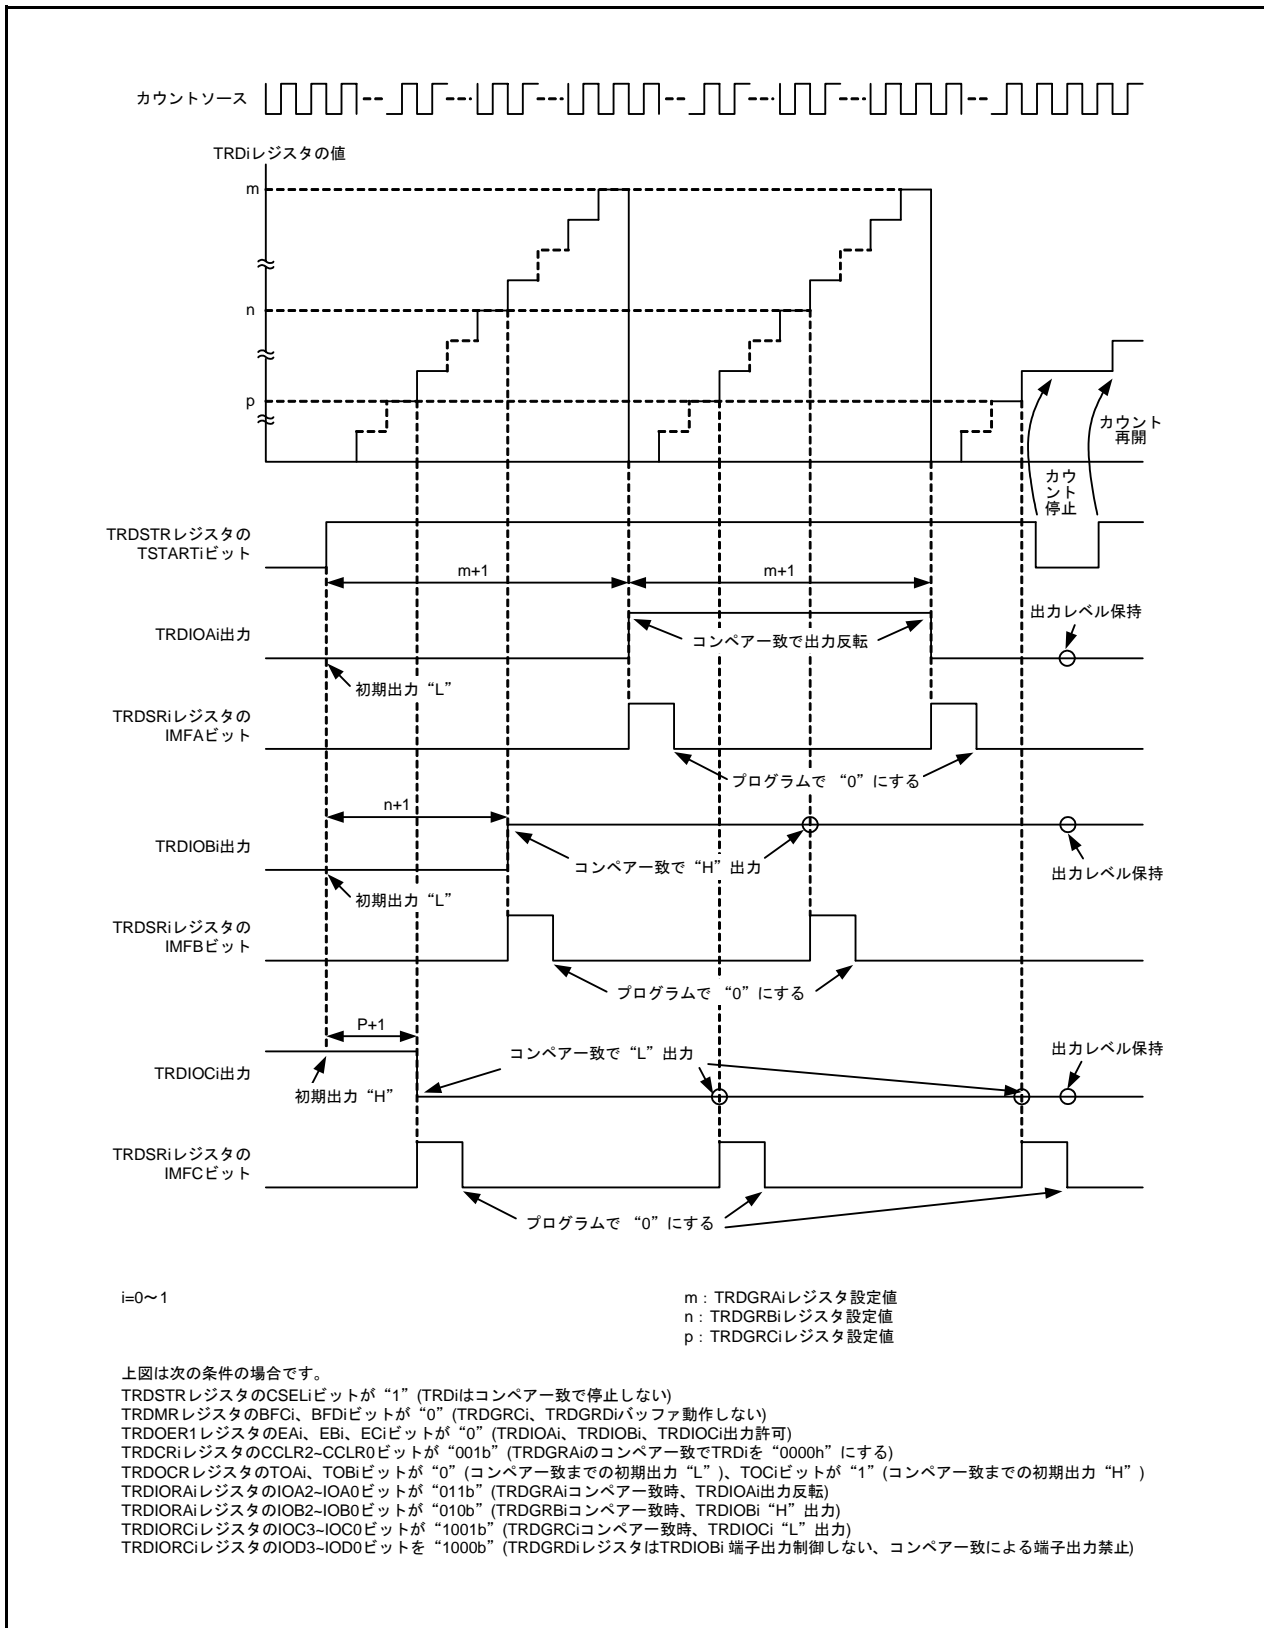 カウントソース
TRDiレジスタの値
m
n
p
カウント
再開
カウ
ント
停止
TRDSTRレジスタの
TSTARTiビット
m+1
m+1
出力レベル保持
TRDIOAi出力
コンペア一致で出力反転
初期出力“L”
TRDSRiレジスタの
IMFAビット
プログラムで “0”にする
n+1
TRDIOBi出力
コンペア一致で“H”出力
出力レベル保持
初期出力“L”
TRDSRiレジスタの
IMFBビット
プログラムで “0”にする
P+1
コンペア一致で“L”出力
出力レベル保持
TRDIOCi出力
初期出力“H”
TRDSRiレジスタの
IMFCビット
プログラムで “0”にする
i=0～1
m : TRDGRAiレジスタ設定値
n : TRDGRBiレジスタ設定値
p : TRDGRCiレジスタ設定値
上図は次の条件の場合です。
TRDSTRレジスタのCSELiビットが“1”(TRDiはコンペア一致で停止しない)
TRDMRレジスタのBFCi、BFDiビットが“0”(TRDGRCi、TRDGRDiバッファ動作しない)
TRDOER1レジスタのEAi、EBi、ECiビットが“0”(TRDIOAi、TRDIOBi、TRDIOCi出力許可)
TRDCRiレジスタのCCLR2~CCLR0ビットが“001b”(TRDGRAiのコンペア一致でTRDiを“0000h”にする)
TRDOCRレジスタのTOAi、TOBiビットが“0”(コンペア一致までの初期出力“L”)、TOCiビットが“1”(コンペア一致までの初期出力“H”)
TRDIORAiレジスタのIOA2~IOA0ビットが“011b”(TRDGRAiコンペア一致時、TRDIOAi出力反転)
TRDIORAiレジスタのIOB2~IOB0ビットが“010b”(TRDGRBiコンペア一致時、TRDIOBi“H”出力)
TRDIORCiレジスタのIOC3~IOC0ビットが“1001b”(TRDGRCiコンペア一致時、TRDIOCi“L”出力)
TRDIORCiレジスタのIOD3~IOD0ビットを“1000b”(TRDGRDiレジスタはTRDIOBi 端子出力制御しない、コンペア一致による端子出力禁止)